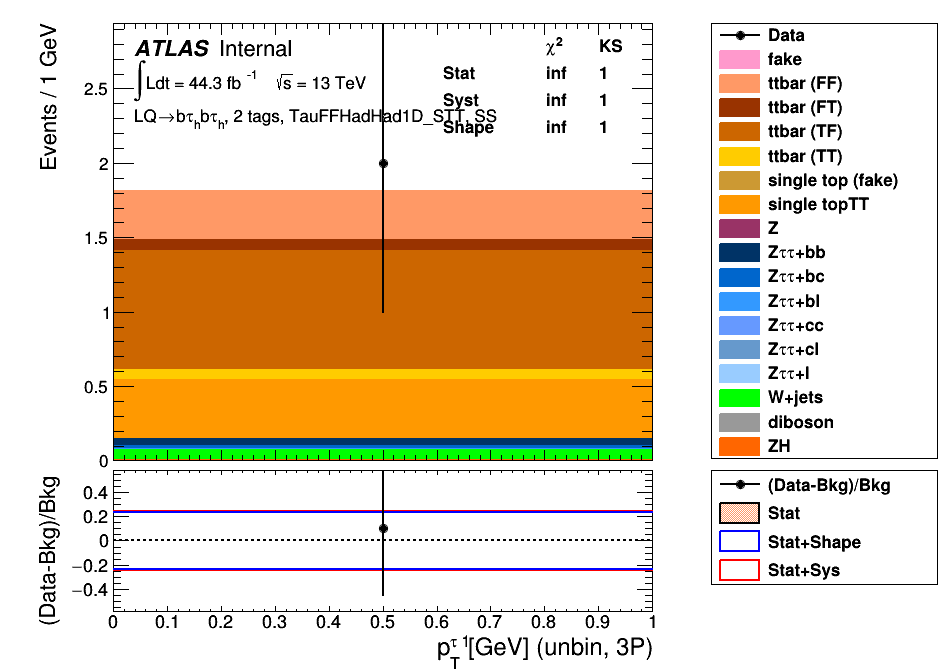 Events / 1 GeV
ATLAS Internal
∫Ldt = 44.3 fb⁻¹ √s = 13 TeV
LQ→bτₕbτₕ, 2 tags, TauFFHadHad1D_STT, SS
χ² KS
Stat inf 1
Syst inf 1
Shape inf 1
2.5
2
1.5
1
0.5
0
Data
fake
ttbar (FF)
ttbar (FT)
ttbar (TF)
ttbar (TT)
single top (fake)
single topTT
Z
Zττ+bb
Zττ+bc
Zττ+bl
Zττ+cc
Zττ+cl
Zττ+l
W+jets
diboson
ZH
(Data-Bkg)/Bkg
0.4
0.2
0
−0.2
−0.4
(Data-Bkg)/Bkg
Stat
Stat+Shape
Stat+Sys
0 0.1 0.2 0.3 0.4 0.5 0.6 0.7 0.8 0.9 1
p_T^τ 1[GeV] (unbin, 3P)